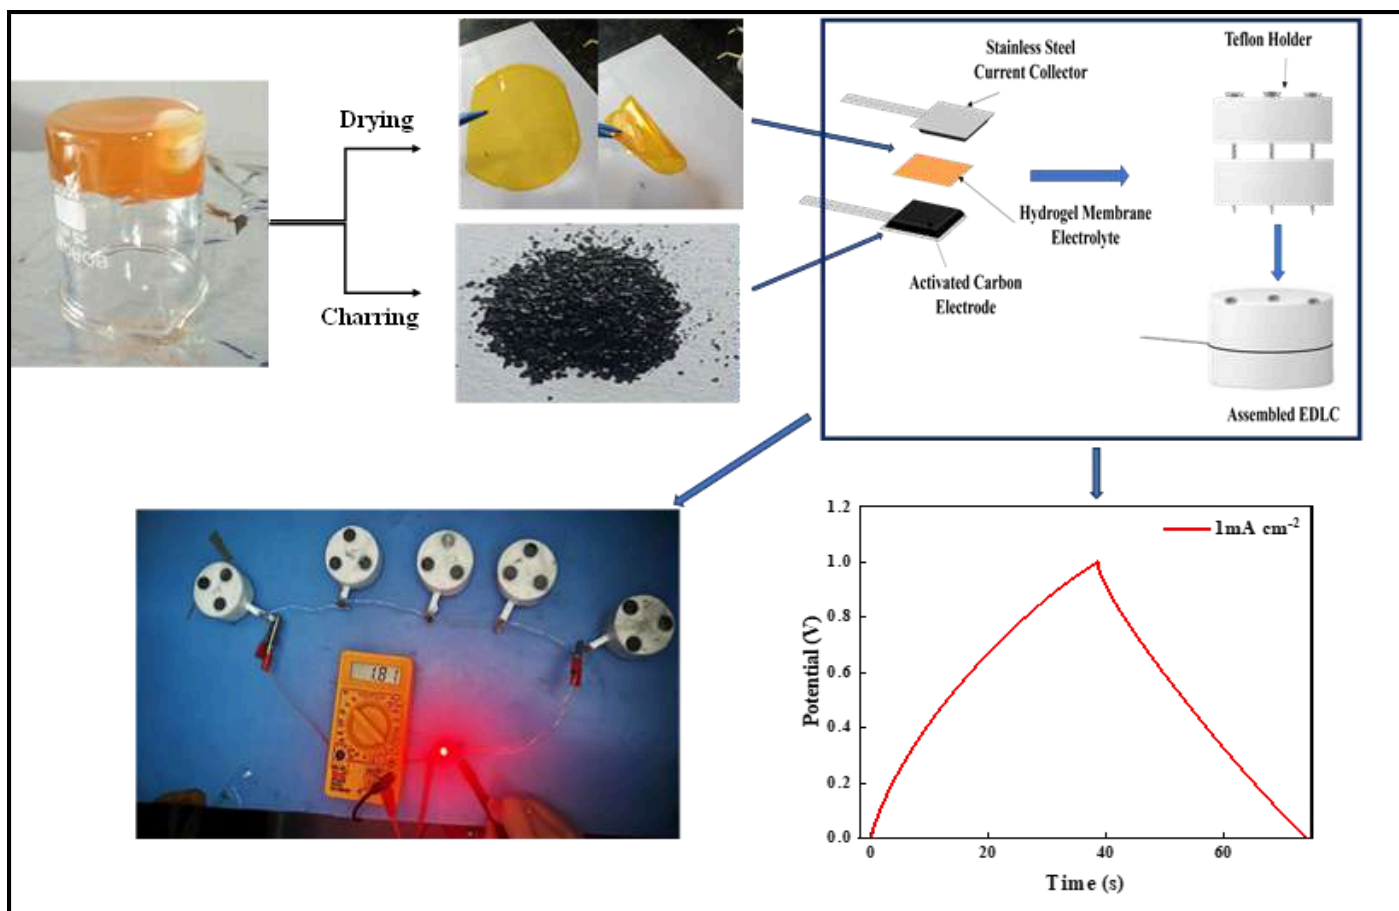 Drying
Charring
Stainless Steel
Current Collector
Hydrogel Membrane
Electrolyte
Activated Carbon
Electrode
Teflon Holder
Assembled EDLC
181
1.2
1.0
0.8
0.6
0.4
0.2
0.0
Potential (V)
1mA cm⁻²
0
20
40
60
Time (s)